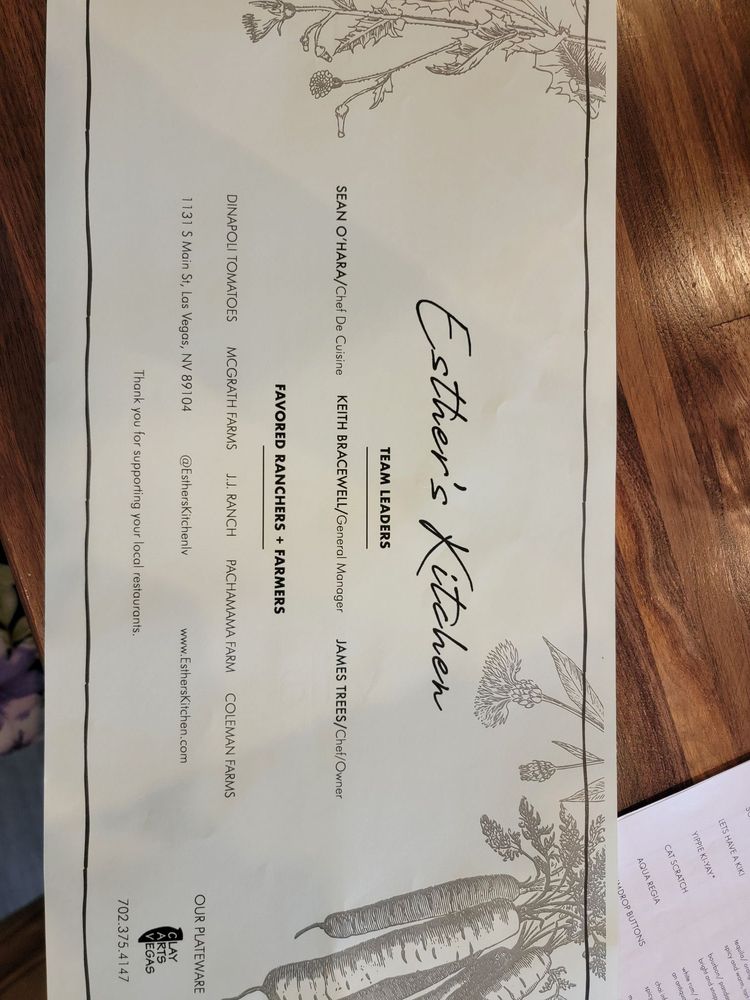 Esther's Kitchen
TEAM LEADERS
SEAN O'HARA/Chef De Cuisine KEITH BRACEWELL/General Manager JAMES TREES/Chef/Owner
FAVORED RANCHERS + FARMERS
DINAPOLI TOMATOES MCGRATH FARMS J.J. RANCH PACHAMAMA FARM COLEMAN FARMS
1131 S Main St, Las Vegas, NV 89104 @EsthersKitchenlv www.EsthersKitchen.com
Thank you for supporting your local restaurants.
OUR PLATEWARE
CLAY
ARTS
VEGAS
702.375.4147
LETS HAVE A KIKI
YIPPIE KI-YAY*
CAT SCRATCH
AQUA REGIA
BUTTONS